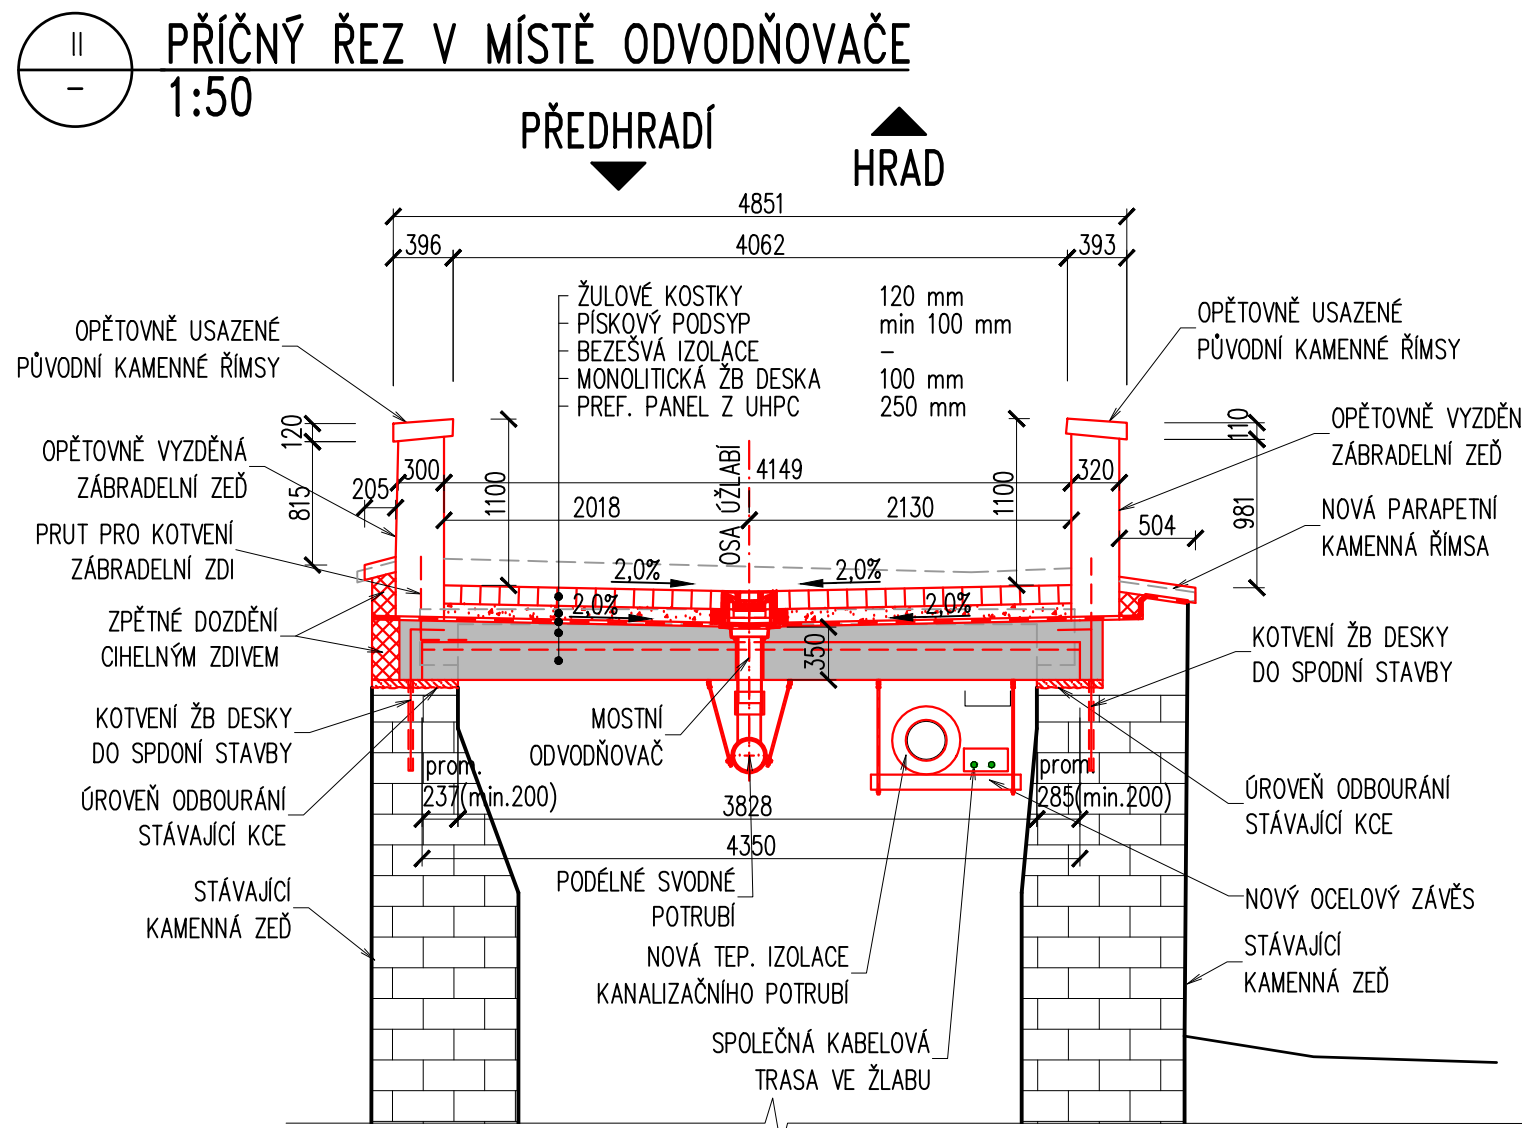 II
–
PŘÍČNÝ ŘEZ V MÍSTĚ ODVODŇOVAČE
1:50
PŘEDHRADÍ
HRAD
4851
396
4062
393
ŽULOVÉ KOSTKY 120 mm
PÍSKOVÝ PODSYP min 100 mm
BEZEŠVÁ IZOLACE –
MONOLITICKÁ ŽB DESKA 100 mm
PREF. PANEL Z UHPC 250 mm
OPĚTOVNĚ USAZENÉ
PŮVODNÍ KAMENNÉ ŘÍMSY
OPĚTOVNĚ USAZENÉ
PŮVODNÍ KAMENNÉ ŘÍMSY
120
815
OPĚTOVNĚ VYZDĚNÁ
ZÁBRADELNÍ ZEĎ
205
300
1100
OSA ÚŽLABÍ
4149
2018
2130
1100
320
110
981
504
OPĚTOVNĚ VYZDĚN
ZÁBRADELNÍ ZEĎ
NOVÁ PARAPETNÍ
KAMENNÁ ŘÍMSA
PRUT PRO KOTVENÍ
ZÁBRADELNÍ ZDI
2,0%
2,0%
2,0%
2,0%
350
ZPĚTNÉ DOZDĚNÍ
CIHELNÝM ZDIVEM
KOTVENÍ ŽB DESKY
DO SPODNÍ STAVBY
KOTVENÍ ŽB DESKY
DO SPDONÍ STAVBY
MOSTNÍ
ODVODŇOVAČ
prom.
237(min.200)
prom.
285(min.200)
3828
4350
ÚROVEŇ ODBOURÁNÍ
STÁVAJÍCÍ KCE
ÚROVEŇ ODBOURÁNÍ
STÁVAJÍCÍ KCE
STÁVAJÍCÍ
KAMENNÁ ZEĎ
PODÉLNÉ SVODNÉ
POTRUBÍ
NOVÝ OCELOVÝ ZÁVĚS
NOVÁ TEP. IZOLACE
KANALIZAČNÍHO POTRUBÍ
STÁVAJÍCÍ
KAMENNÁ ZEĎ
SPOLEČNÁ KABELOVÁ
TRASA VE ŽLABU